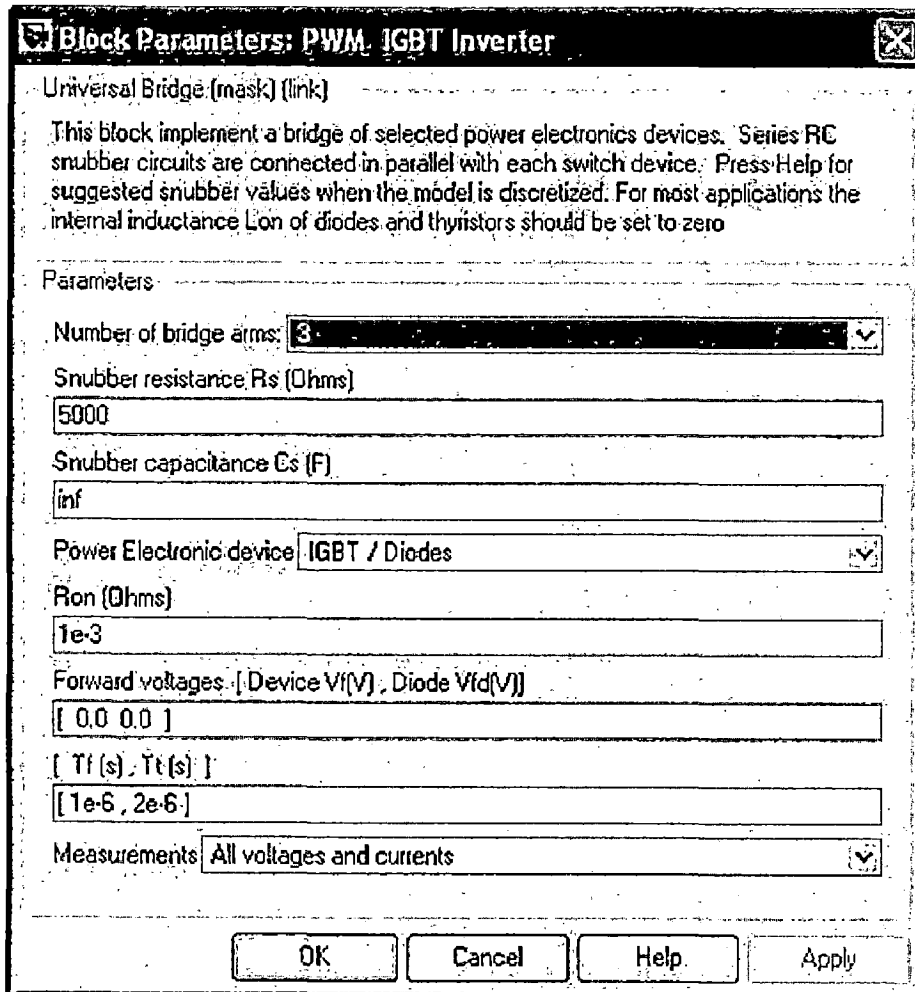 Block Parameters: PWM IGBT Inverter
Universal Bridge (mask) (link)
This block implement a bridge of selected power electronics devices. Series RC
snubber circuits are connected in parallel with each switch device. Press Help for
suggested snubber values when the model is discretized. For most applications the
internal inductance Lon of diodes and thyristors should be set to zero
Parameters
Number of bridge arms: 3
Snubber resistance Rs (Ohms)
5000
Snubber capacitance Cs (F)
inf
Power Electronic device IGBT / Diodes
Ron (Ohms)
1e-3
Forward voltages [ Device Vf(V) , Diode Vfd(V)]
[ 0.0 0.0 ]
[ Tf (s) , Tt (s) ]
[ 1e-6 , 2e-6 ]
Measurements All voltages and currents
OK Cancel Help Apply